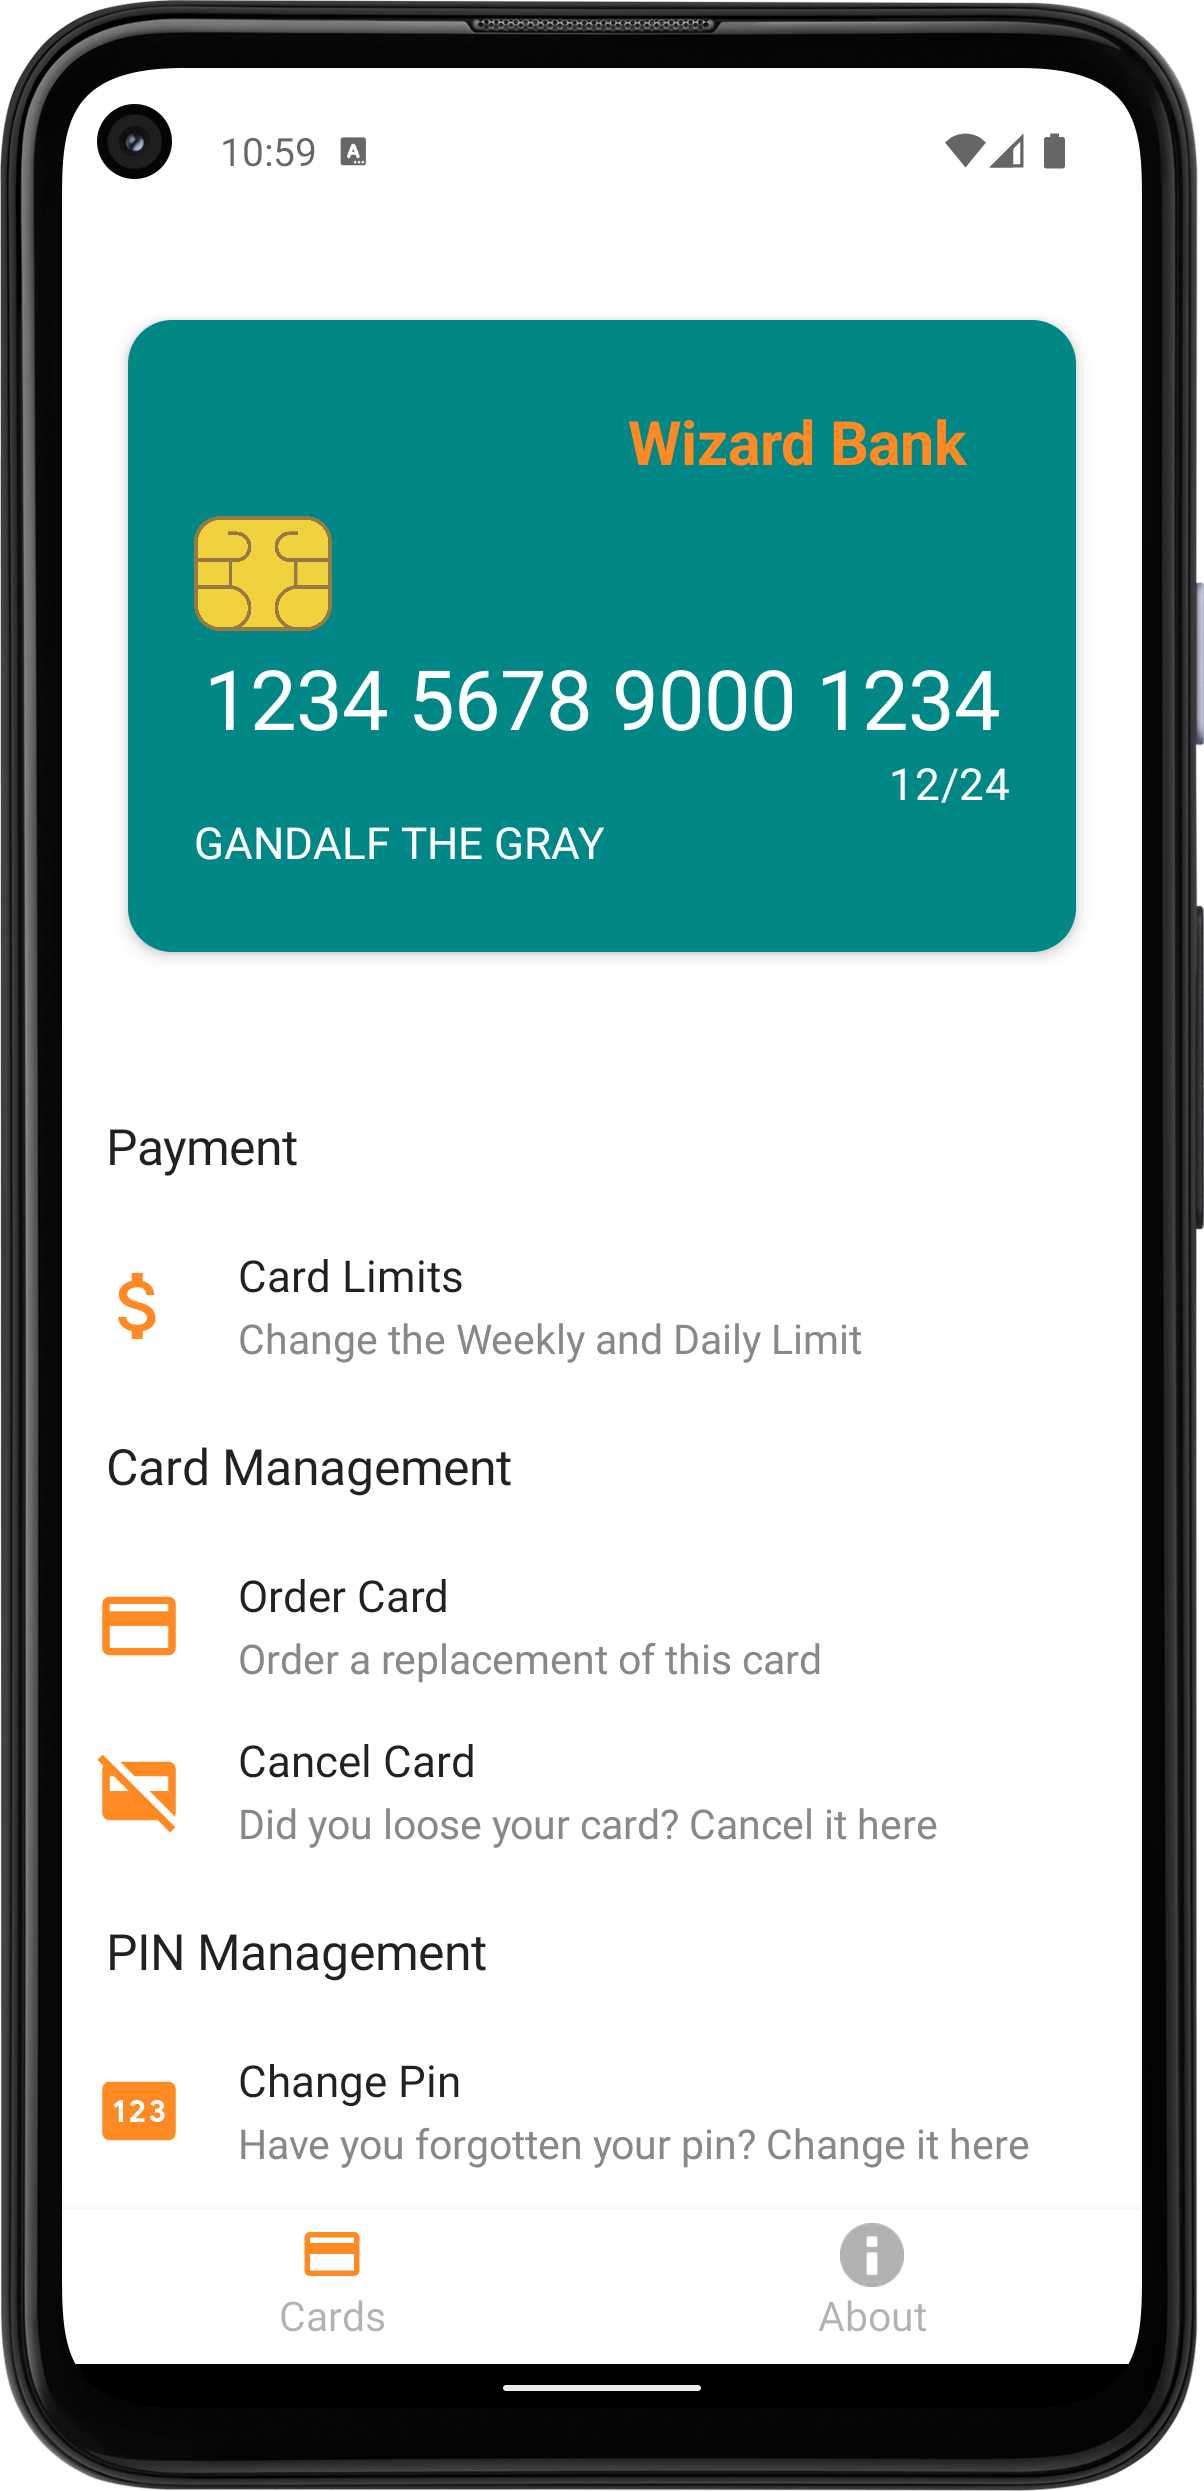 10:59
Wizard Bank
1234 5678 9000 1234
12/24
GANDALF THE GRAY
Payment
Card Limits
Change the Weekly and Daily Limit
Card Management
Order Card
Order a replacement of this card
Cancel Card
Did you loose your card? Cancel it here
PIN Management
Change Pin
123
Have you forgotten your pin? Change it here
Cards
About